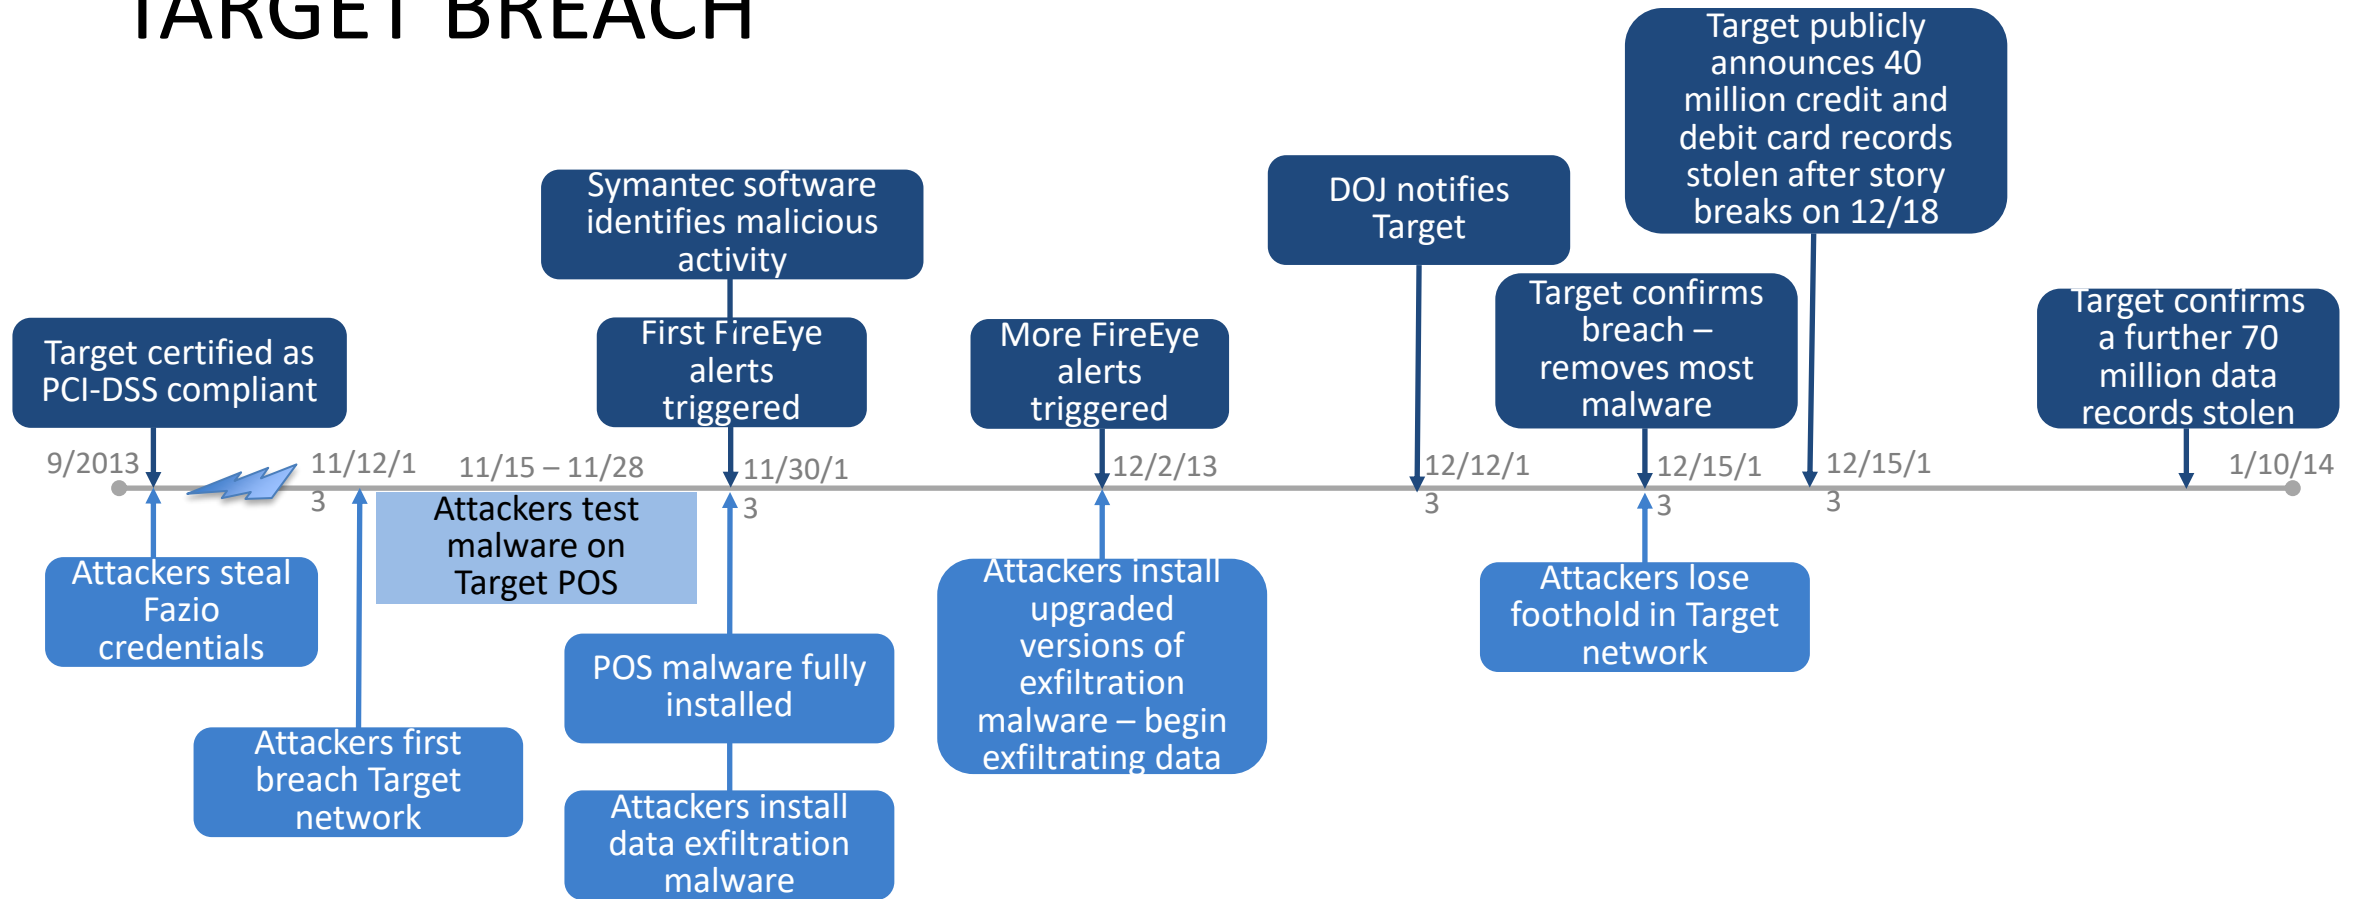 TARGET BREACH
Target publicly
announces 40
million credit and
debit card records
stolen after story
breaks on 12/18
Symantec software
identifies malicious
activity
DOJ notifies
Target
Target certified as
PCI-DSS compliant
First FireEye
alerts
triggered
More FireEye
alerts
triggered
Target confirms
breach –
removes most
malware
Target confirms
a further 70
million data
records stolen
9/2013
11/12/1
3
11/15 – 11/28
11/30/1
3
12/2/13
12/12/1
3
12/15/1
3
12/15/1
3
1/10/14
Attackers test
malware on
Target POS
Attackers steal
Fazio
credentials
Attackers first
breach Target
network
POS malware fully
installed
Attackers install
data exfiltration
malware
Attackers install
upgraded
versions of
exfiltration
malware – begin
exfiltrating data
Attackers lose
foothold in Target
network